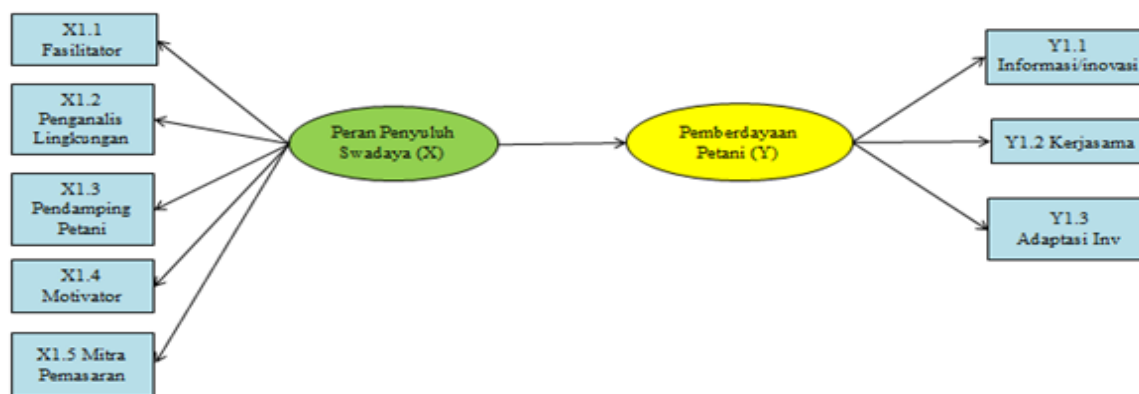 X1.1
Fasilitator
X1.2
Penganalis
Lingkungan
X1.3
Pendamping
Petani
X1.4
Motivator
X1.5 Mitra
Pemasaran
Peran Penyuluh
Swadaya (X)
Pemberdayaan
Petani (Y)
Y1.1
Informasi/inovasi
Y1.2 Kerjasama
Y1.3
Adaptasi Inv